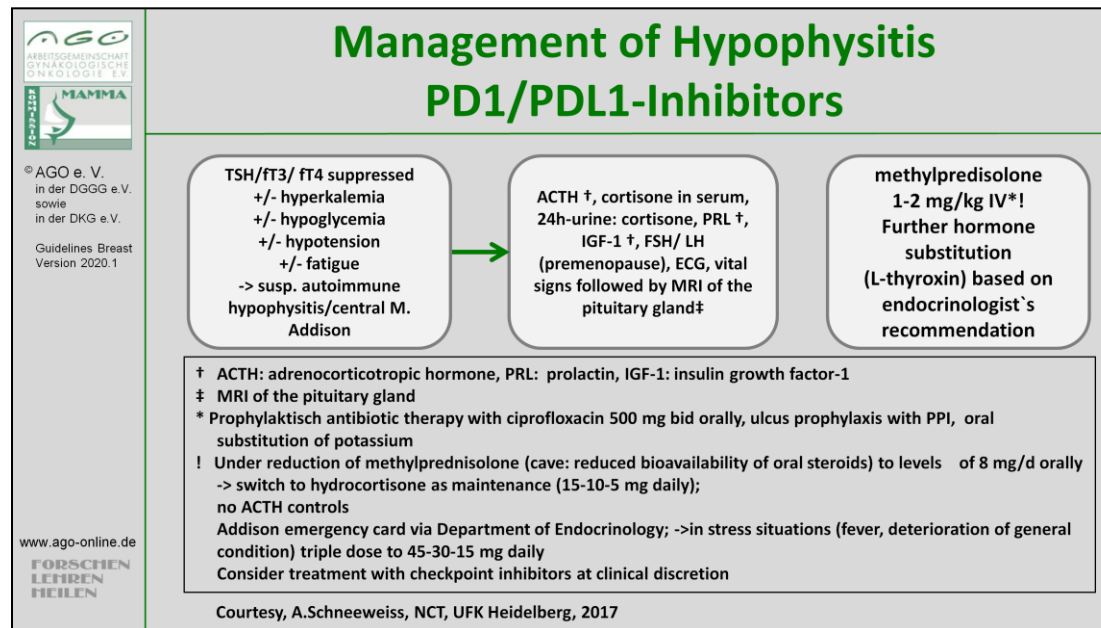 AGO
ARBEITSGEMEINSCHAFT
GYNÄKOLOGISCHE
ONKOLOGIE E.V.
KOMMISSION
MAMMA
© AGO e. V.
in der DGGG e.V.
sowie
in der DKG e.V.
Guidelines Breast
Version 2020.1
www.ago-online.de
FORSCHEN
LEHREN
HEILEN
Management of Hypophysitis
PD1/PDL1-Inhibitors
TSH/fT3/ fT4 suppressed
+/- hyperkalemia
+/- hypoglycemia
+/- hypotension
+/- fatigue
-> susp. autoimmune
hypophysitis/central M.
Addison
ACTH †, cortisone in serum,
24h-urine: cortisone, PRL †,
IGF-1 †, FSH/ LH
(premenopause), ECG, vital
signs followed by MRI of the
pituitary gland‡
methylpredisolone
1-2 mg/kg IV*!
Further hormone
substitution
(L-thyroxin) based on
endocrinologist`s
recommendation
† ACTH: adrenocorticotropic hormone, PRL: prolactin, IGF-1: insulin growth factor-1
‡ MRI of the pituitary gland
* Prophylaktisch antibiotic therapy with ciprofloxacin 500 mg bid orally, ulcus prophylaxis with PPI, oral
substitution of potassium
! Under reduction of methylprednisolone (cave: reduced bioavailability of oral steroids) to levels of 8 mg/d orally
-> switch to hydrocortisone as maintenance (15-10-5 mg daily);
no ACTH controls
Addison emergency card via Department of Endocrinology; ->in stress situations (fever, deterioration of general
condition) triple dose to 45-30-15 mg daily
Consider treatment with checkpoint inhibitors at clinical discretion
Courtesy, A.Schneeweiss, NCT, UFK Heidelberg, 2017